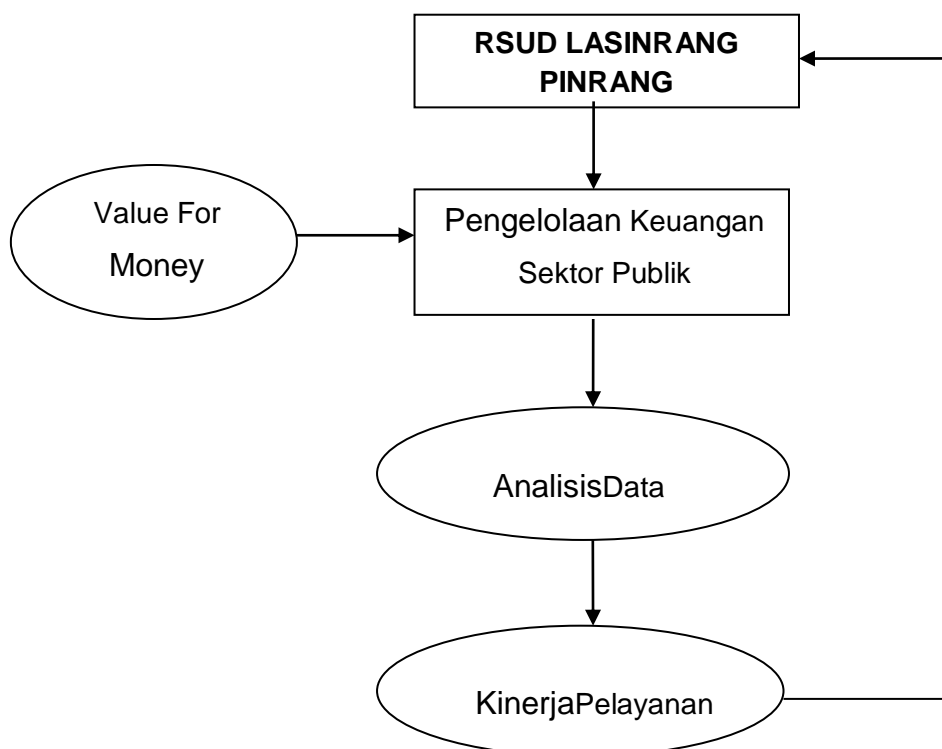 RSUD LASINRANG
PINRANG
Value For
Money
Pengelolaan Keuangan
Sektor Publik
AnalisisData
KinerjaPelayanan